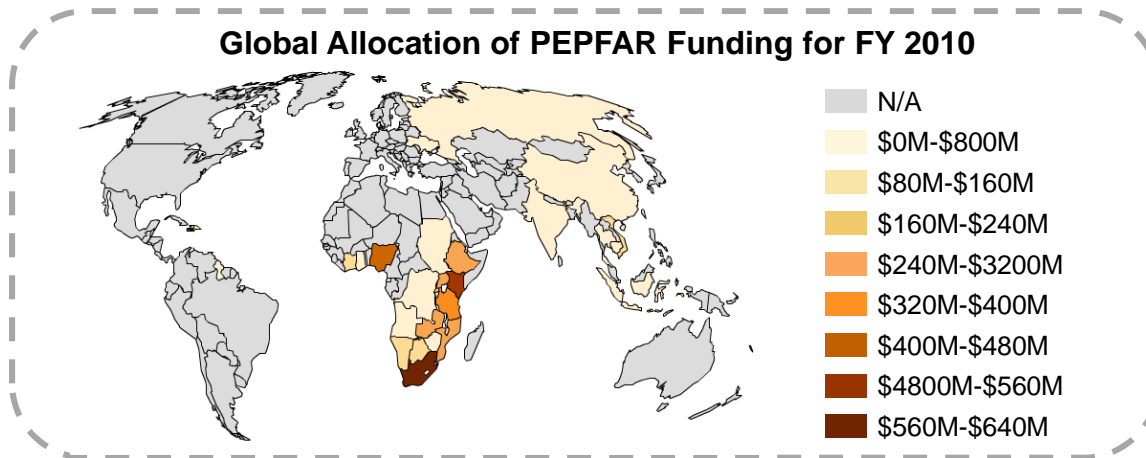 Global Allocation of PEPFAR Funding for FY 2010
N/A
$0M-$800M
$80M-$160M
$160M-$240M
$240M-$3200M
$320M-$400M
$400M-$480M
$4800M-$560M
$560M-$640M